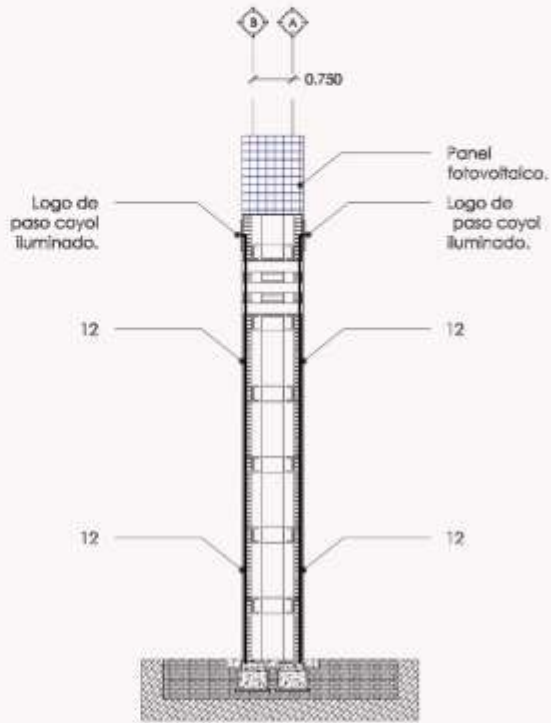 B A
0.750
Panel
fotovoltaico.
Logo de
paso coyol
iluminado.
Logo de
paso coyol
iluminado.
12 12
12 12